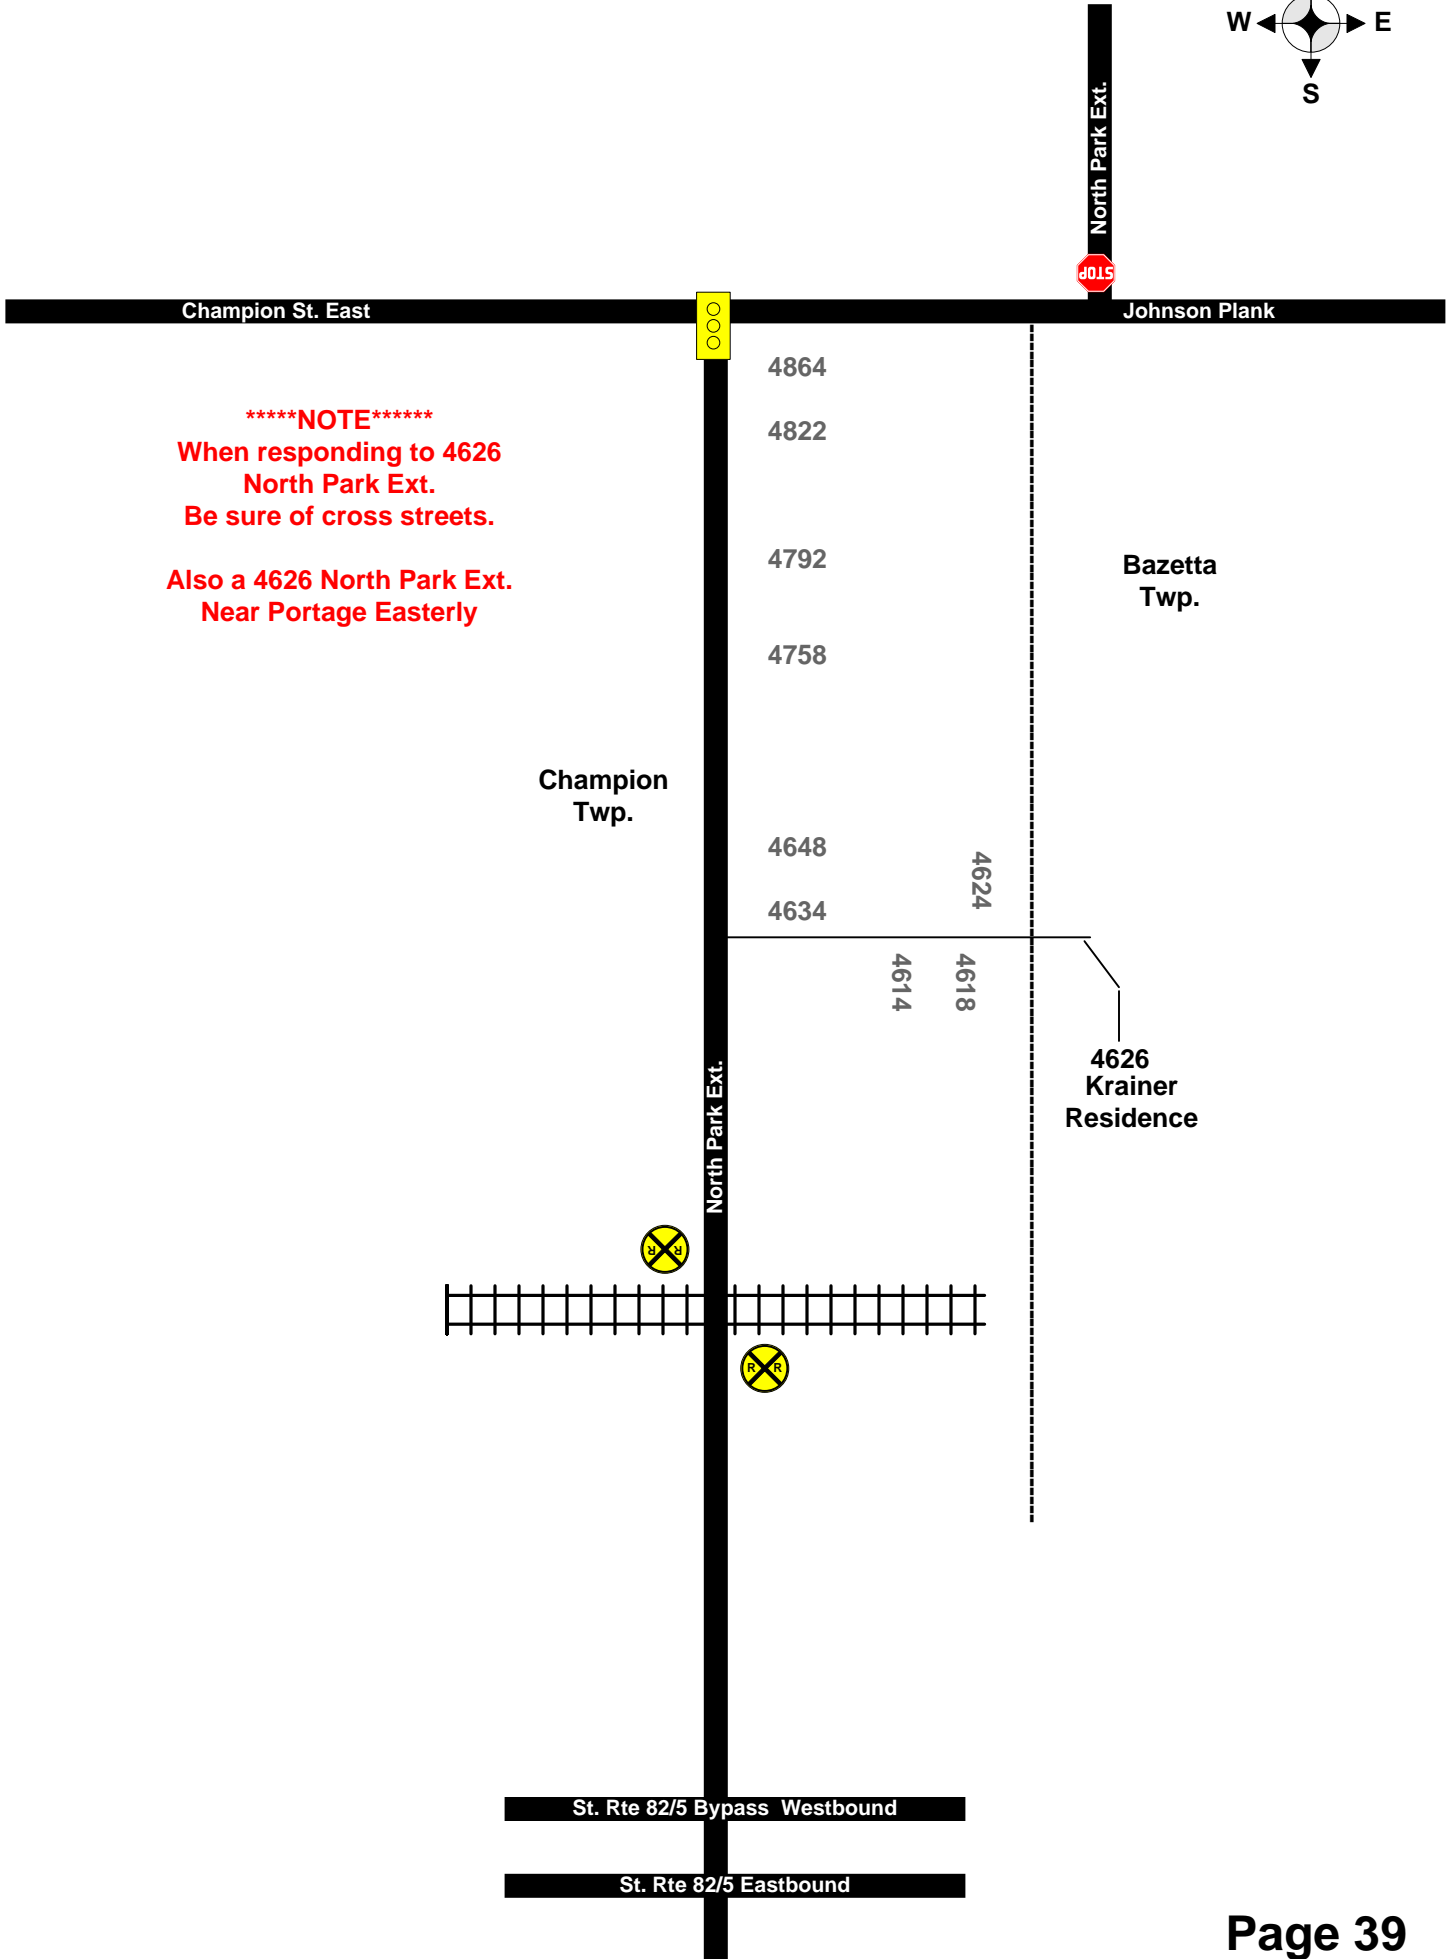 W E
S
North Park Ext.
STOP
Champion St. East
Johnson Plank
4864
*****NOTE******
When responding to 4626
North Park Ext.
Be sure of cross streets.
Also a 4626 North Park Ext.
Near Portage Easterly
4822
4792
Bazetta
Twp.
4758
Champion
Twp.
4648
4624
4634
4614
4618
4626
Krainer
Residence
North Park Ext.
R R
R R
St. Rte 82/5 Bypass Westbound
St. Rte 82/5 Eastbound
Page 39